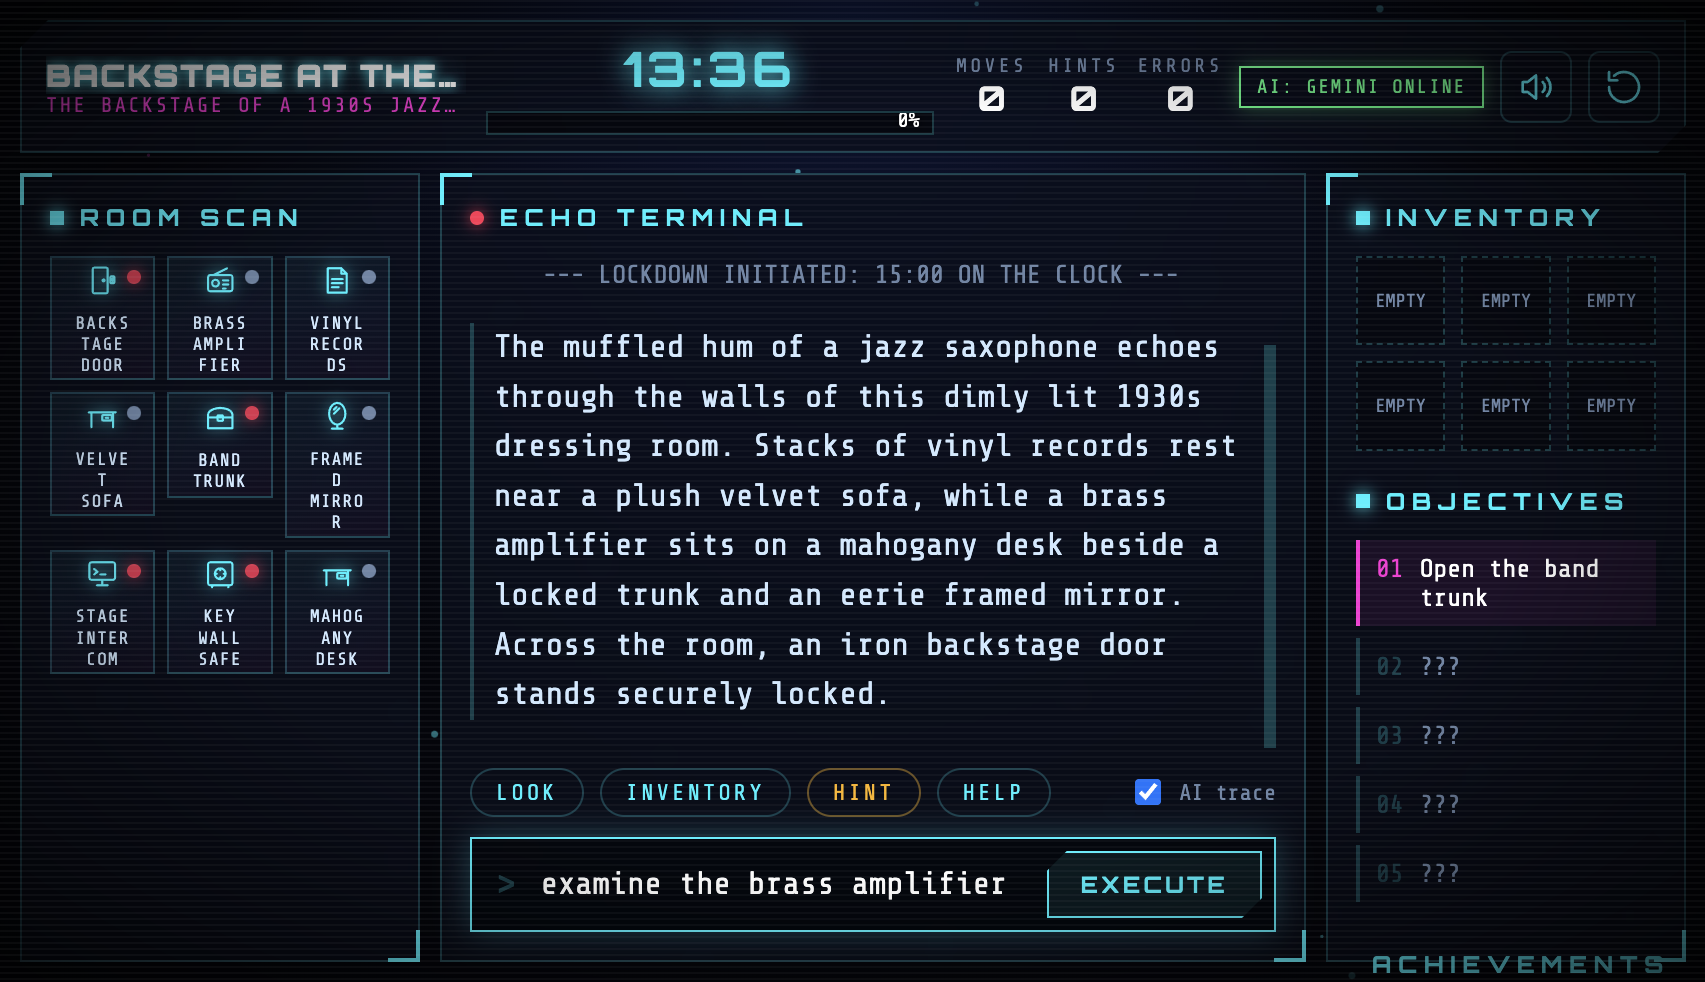 BACKSTAGE AT THE…
THE BACKSTAGE OF A 1930S JAZZ…
13:36
0%
MOVES HINTS ERRORS
0 0 0
AI: GEMINI ONLINE
ROOM SCAN
BACKS
TAGE
DOOR
BRASS
AMPLI
FIER
VINYL
RECOR
DS
VELVE
T
SOFA
BAND
TRUNK
FRAME
D
MIRRO
R
STAGE
INTER
COM
KEY
WALL
SAFE
MAHOG
ANY
DESK
ECHO TERMINAL
--- LOCKDOWN INITIATED: 15:00 ON THE CLOCK ---
The muffled hum of a jazz saxophone echoes
through the walls of this dimly lit 1930s
dressing room. Stacks of vinyl records rest
near a plush velvet sofa, while a brass
amplifier sits on a mahogany desk beside a
locked trunk and an eerie framed mirror.
Across the room, an iron backstage door
stands securely locked.
LOOK INVENTORY HINT HELP AI trace
> examine the brass amplifier EXECUTE
INVENTORY
EMPTY EMPTY EMPTY
EMPTY EMPTY EMPTY
OBJECTIVES
01 Open the band
trunk
02 ???
03 ???
04 ???
05 ???
ACHIEVEMENTS